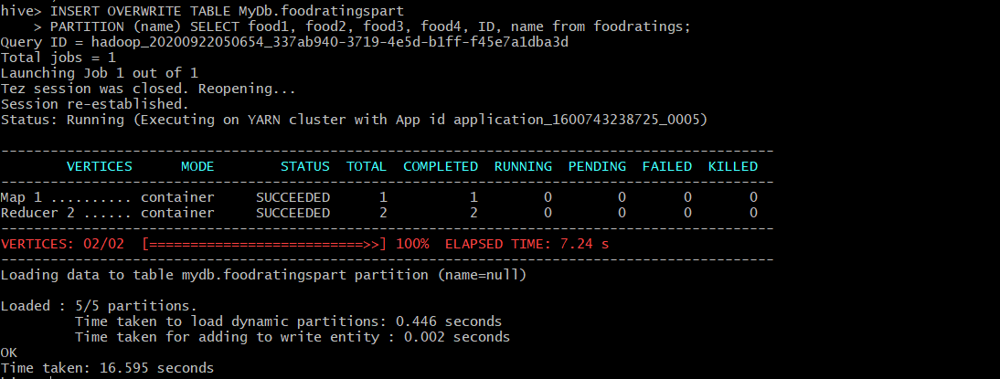 hive> INSERT OVERWRITE TABLE MyDb.foodratingspart
    > PARTITION (name) SELECT food1, food2, food3, food4, ID, name from foodratings;
Query ID = hadoop_20200922050654_337ab940-3719-4e5d-b1ff-f45e7a1dba3d
Total jobs = 1
Launching Job 1 out of 1
Tez session was closed. Reopening...
Session re-established.
Status: Running (Executing on YARN cluster with App id application_1600743238725_0005)
----------------------------------------------------------------------------------------------
        VERTICES      MODE        STATUS  TOTAL  COMPLETED  RUNNING  PENDING  FAILED  KILLED
----------------------------------------------------------------------------------------------
Map 1 .......... container     SUCCEEDED      1          1        0        0       0       0
Reducer 2 ...... container     SUCCEEDED      2          2        0        0       0       0
----------------------------------------------------------------------------------------------
VERTICES: 02/02  [==========================>>] 100%  ELAPSED TIME: 7.24 s
----------------------------------------------------------------------------------------------
Loading data to table mydb.foodratingspart partition (name=null)
Loaded : 5/5 partitions.
         Time taken to load dynamic partitions: 0.446 seconds
         Time taken for adding to write entity : 0.002 seconds
OK
Time taken: 16.595 seconds